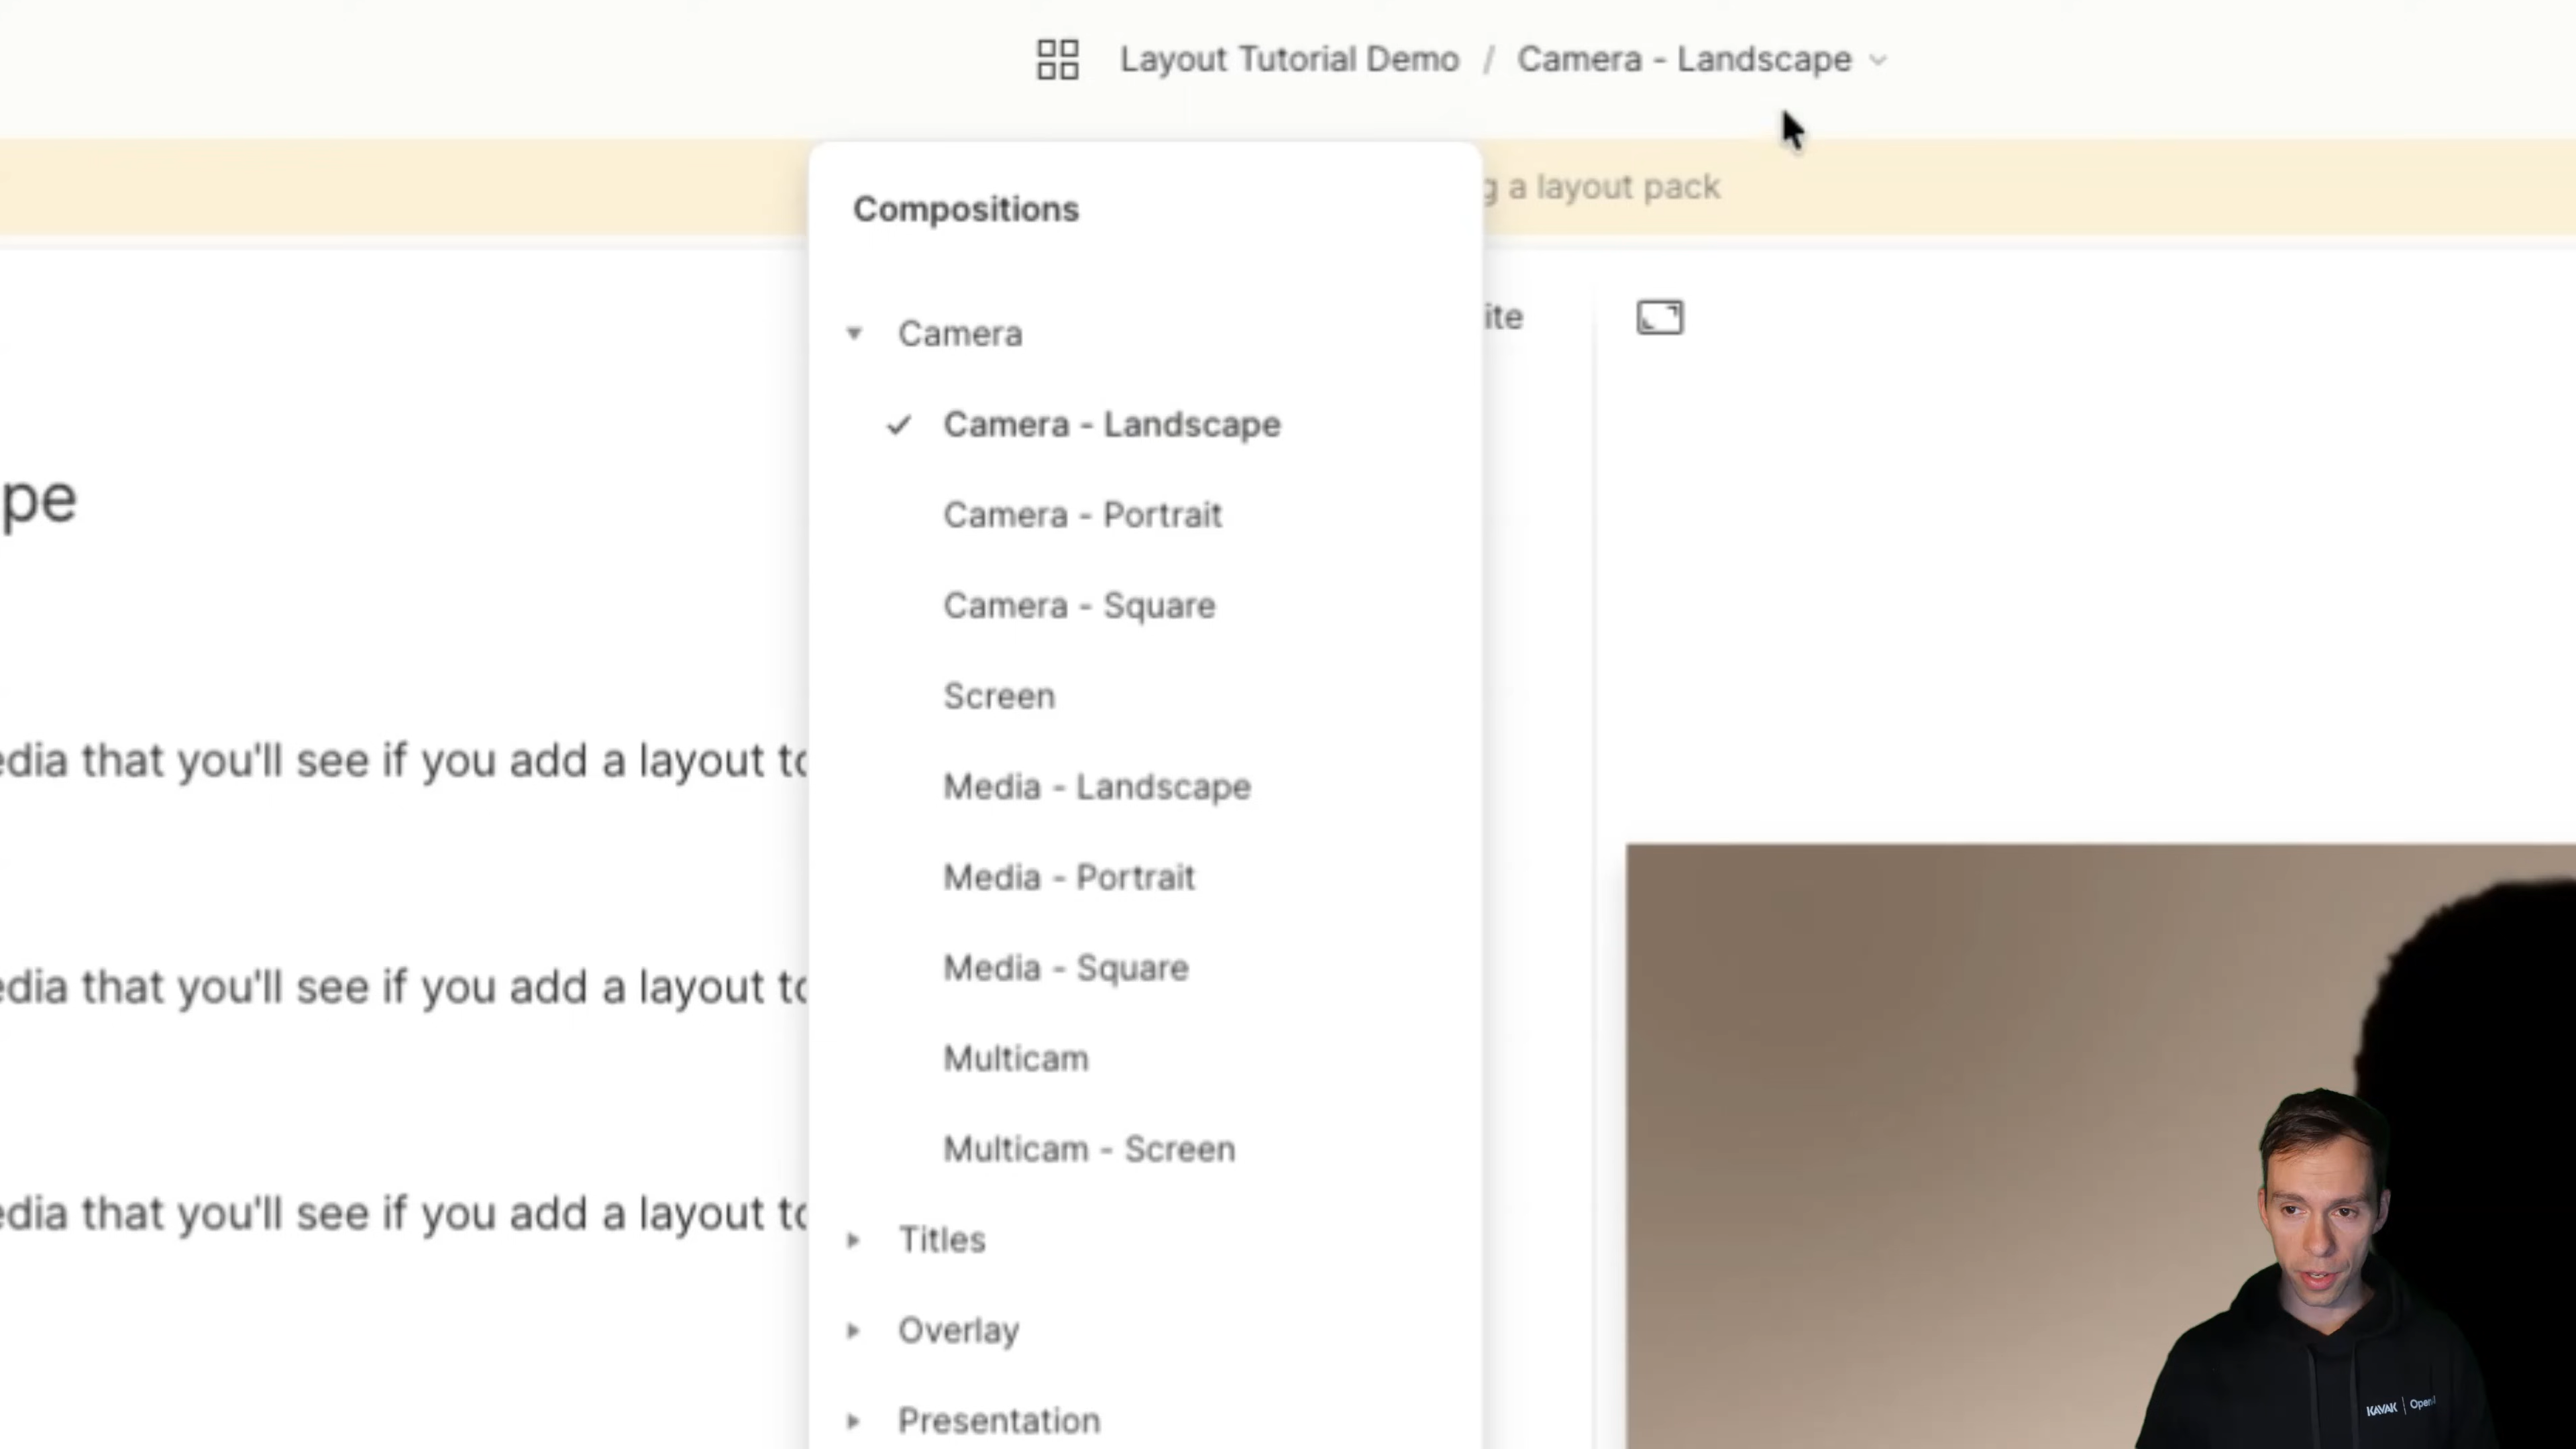 Layout Tutorial Demo / Camera - Landscape
g a layout pack
Compositions
ite
Camera
Camera - Landscape
pe
Camera - Portrait
Camera - Square
Screen
edia that you'll see if you add a layout to
Media - Landscape
Media - Portrait
Media - Square
edia that you'll see if you add a layout to
Multicam
Multicam - Screen
edia that you'll see if you add a layout to
Titles
Overlay
Presentation
KAYAK | Open